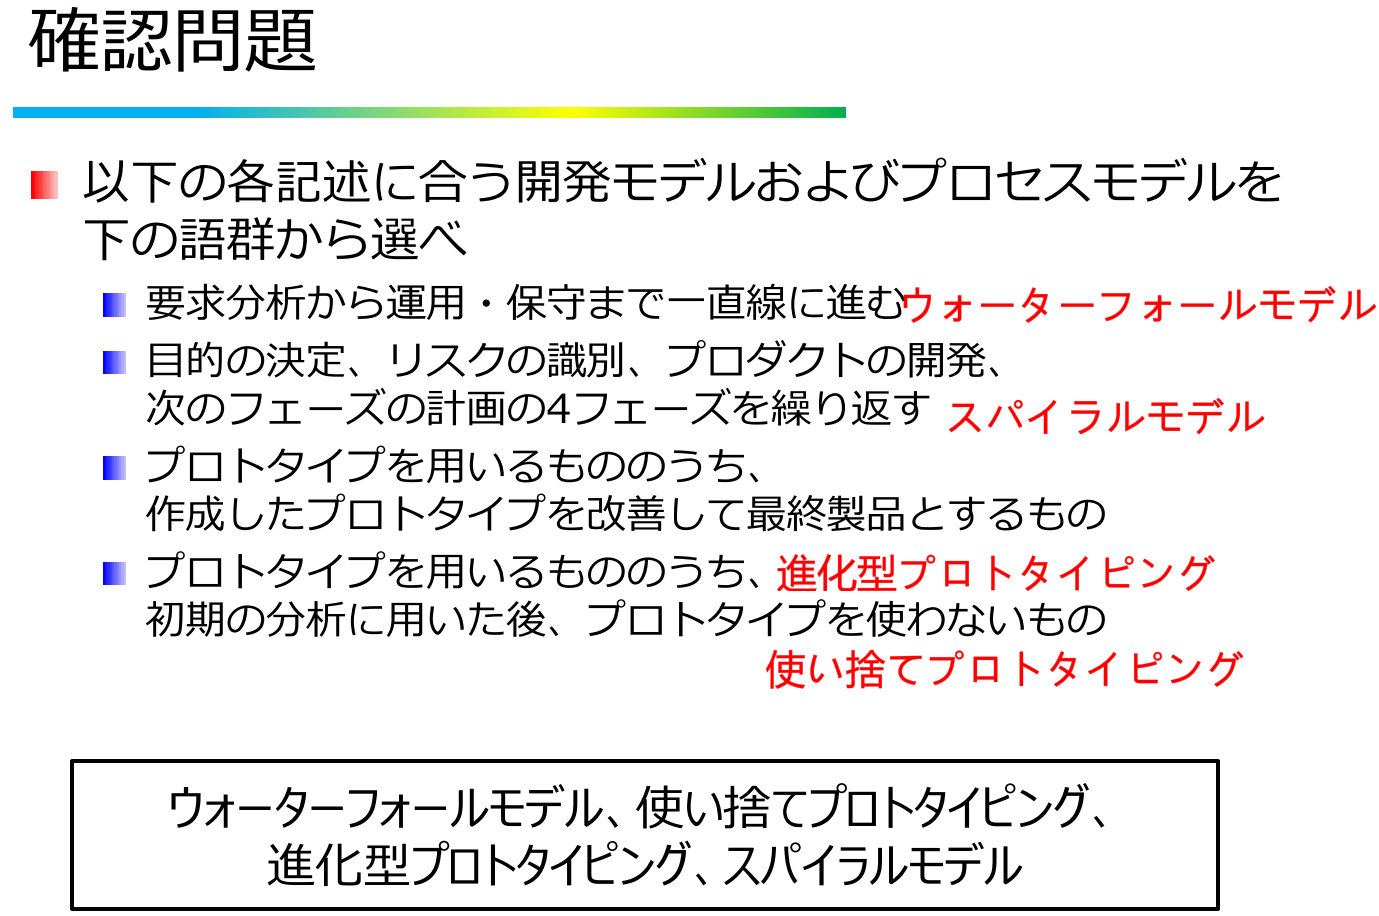 確認問題
以下の各記述に合う開発モデルおよびプロセスモデルを
下の語群から選べ
要求分析から運用・保守まで一直線に進む
ウォーターフォールモデル
目的の決定、リスクの識別、プロダクトの開発、
次のフェーズの計画の4フェーズを繰り返す
スパイラルモデル
プロトタイプを用いるもののうち、
作成したプロトタイプを改善して最終製品とするもの
進化型プロトタイピング
プロトタイプを用いるもののうち、
初期の分析に用いた後、プロトタイプを使わないもの
使い捨てプロトタイピング
ウォーターフォールモデル、使い捨てプロトタイピング、
進化型プロトタイピング、スパイラルモデル